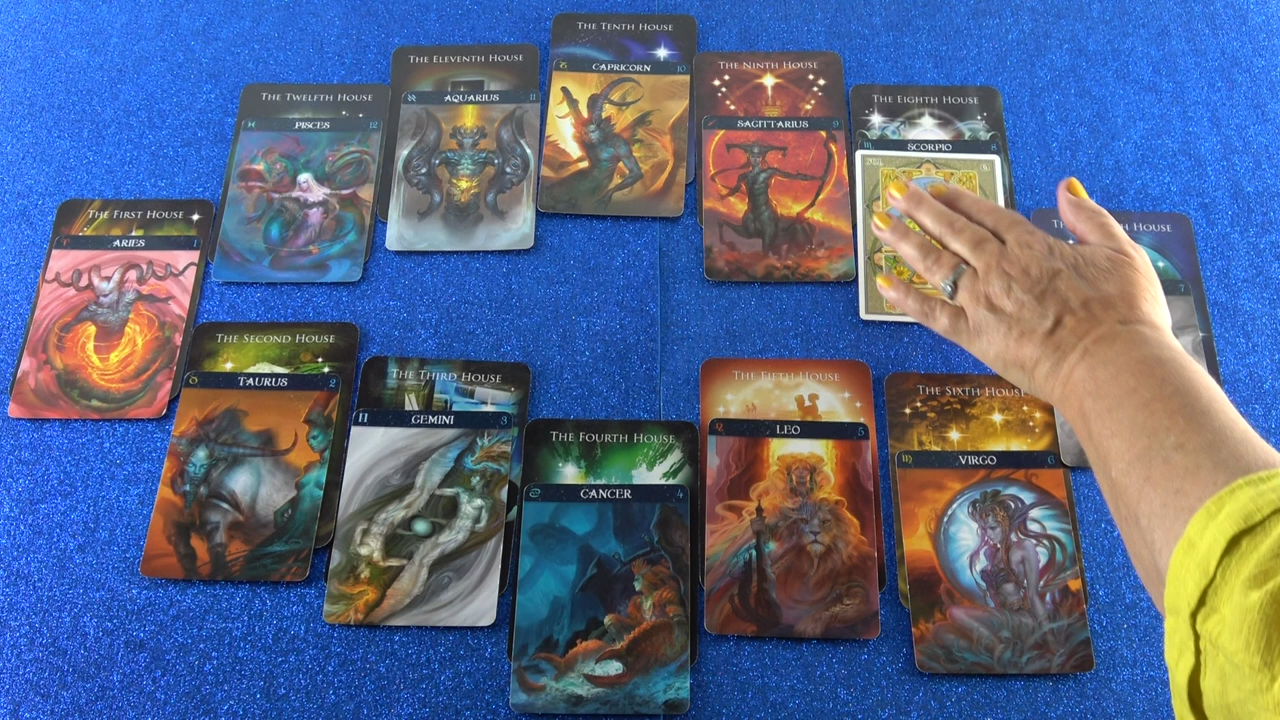 THE TENTH HOUSE
CAPRICORN 10
THE ELEVENTH HOUSE
AQUARIUS 11
THE NINTH HOUSE
SAGITTARIUS 9
THE TWELFTH HOUSE
PISCES 12
THE EIGHTH HOUSE
SCORPIO 8
THE FIRST HOUSE
ARIES 1
HOUSE
7
THE SECOND HOUSE
TAURUS 2
THE THIRD HOUSE
GEMINI 3
THE FOURTH HOUSE
CANCER 4
THE FIFTH HOUSE
LEO 5
THE SIXTH HOUSE
VIRGO 6